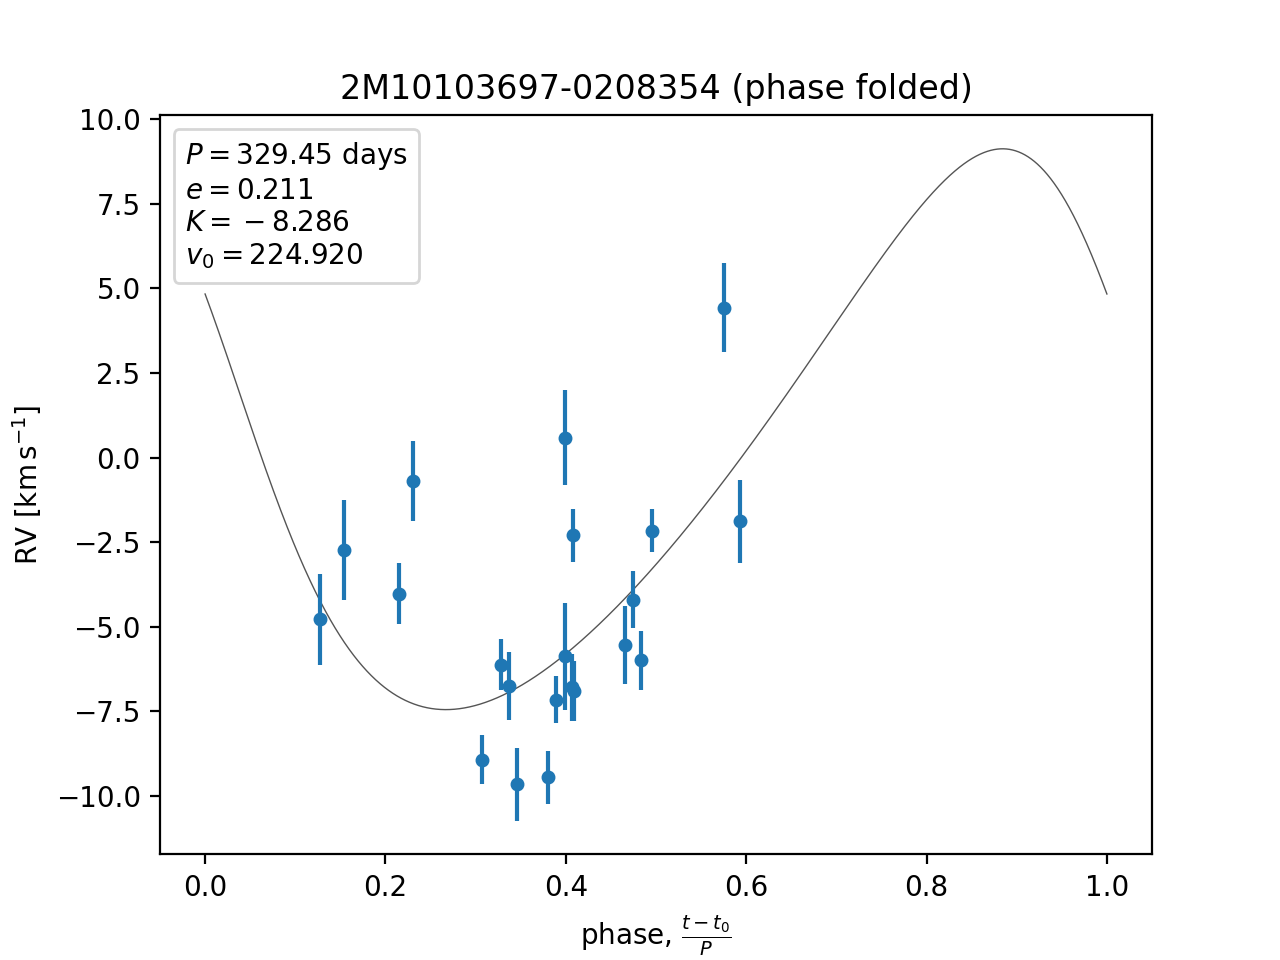 2M10103697-0208354 (phase folded)
P = 329.45 days
e = 0.211
K = −8.286
v₀ = 224.920
10.0
7.5
5.0
2.5
0.0
−2.5
−5.0
−7.5
−10.0
RV [km s⁻¹]
0.0 0.2 0.4 0.6 0.8 1.0
phase, (t − t₀)/P